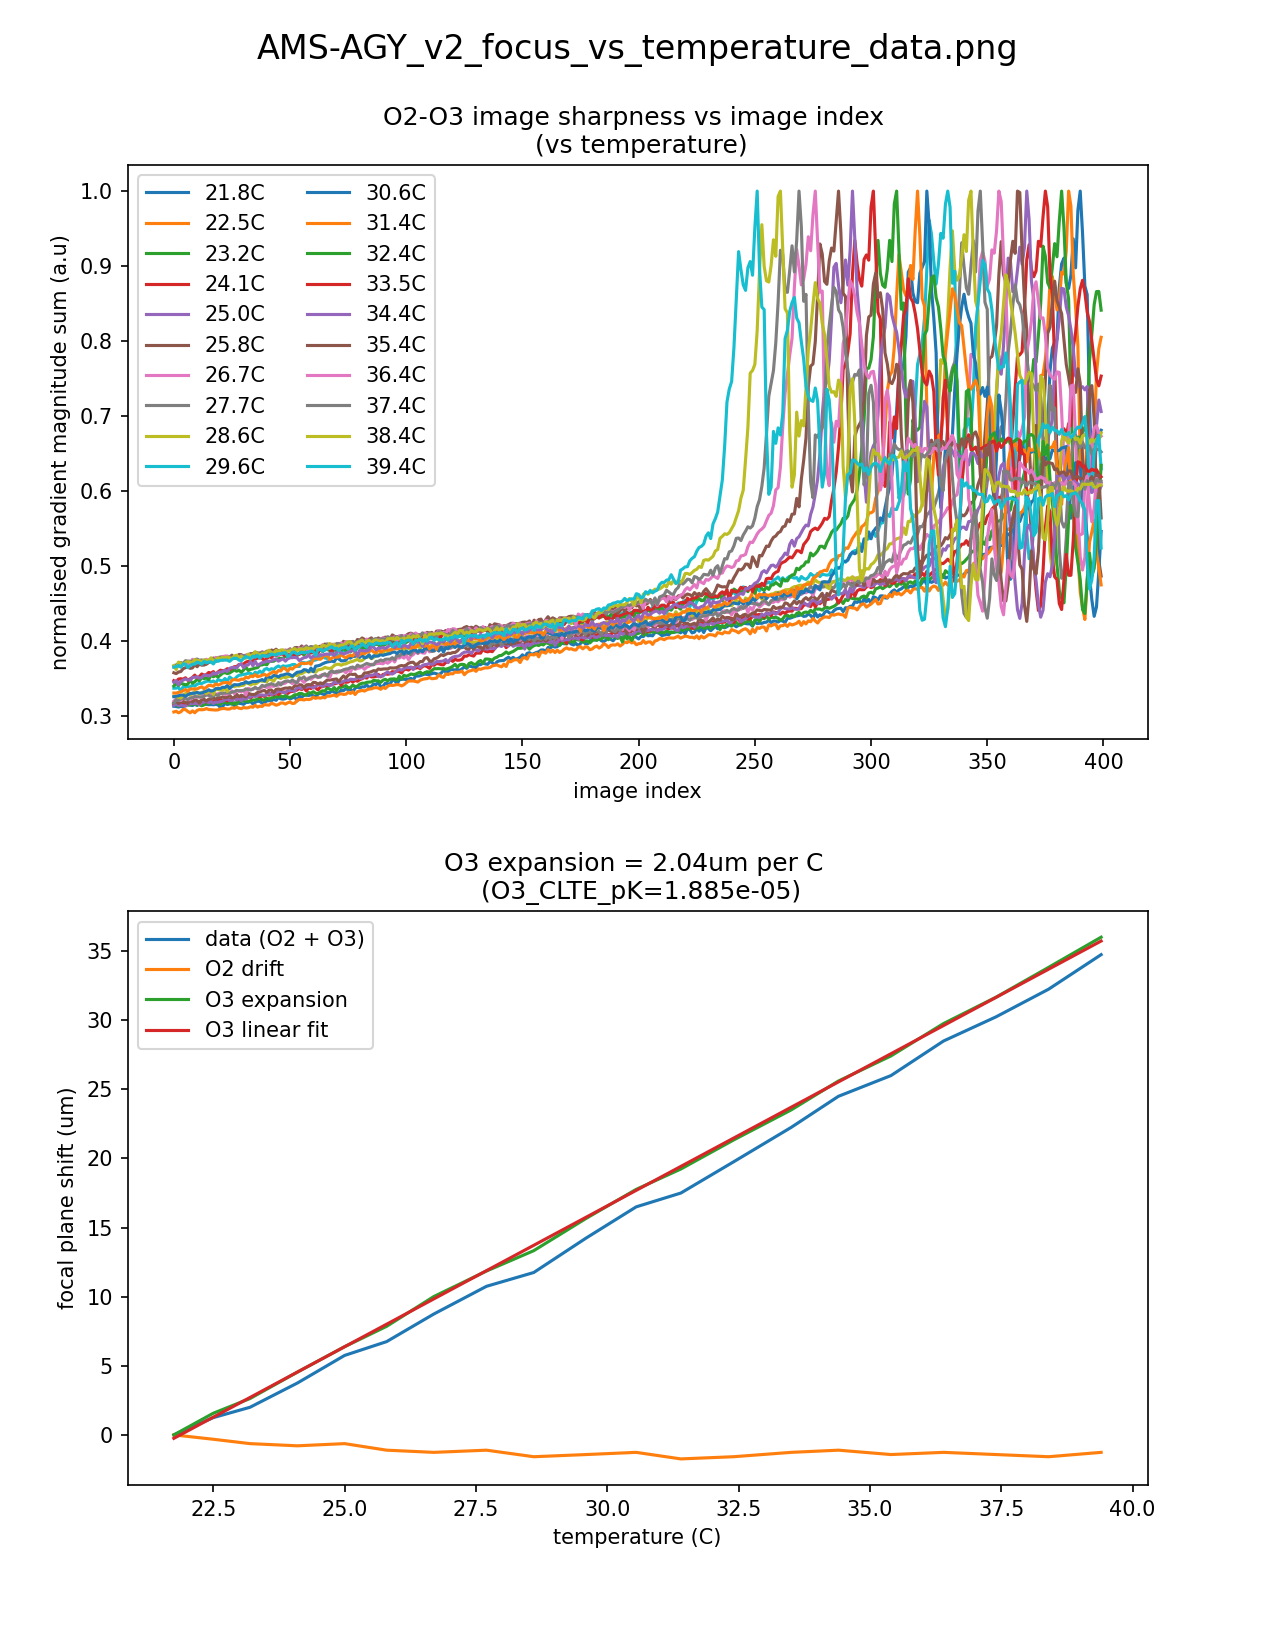 AMS-AGY_v2_focus_vs_temperature_data.png
O2-O3 image sharpness vs image index
(vs temperature)
normalised gradient magnitude sum (a.u)
1.0
0.9
0.8
0.7
0.6
0.5
0.4
0.3
21.8C 30.6C
22.5C 31.4C
23.2C 32.4C
24.1C 33.5C
25.0C 34.4C
25.8C 35.4C
26.7C 36.4C
27.7C 37.4C
28.6C 38.4C
29.6C 39.4C
0 50 100 150 200 250 300 350 400
image index
O3 expansion = 2.04um per C
(O3_CLTE_pK=1.885e-05)
focal plane shift (um)
35
30
25
20
15
10
5
0
data (O2 + O3)
O2 drift
O3 expansion
O3 linear fit
22.5 25.0 27.5 30.0 32.5 35.0 37.5 40.0
temperature (C)